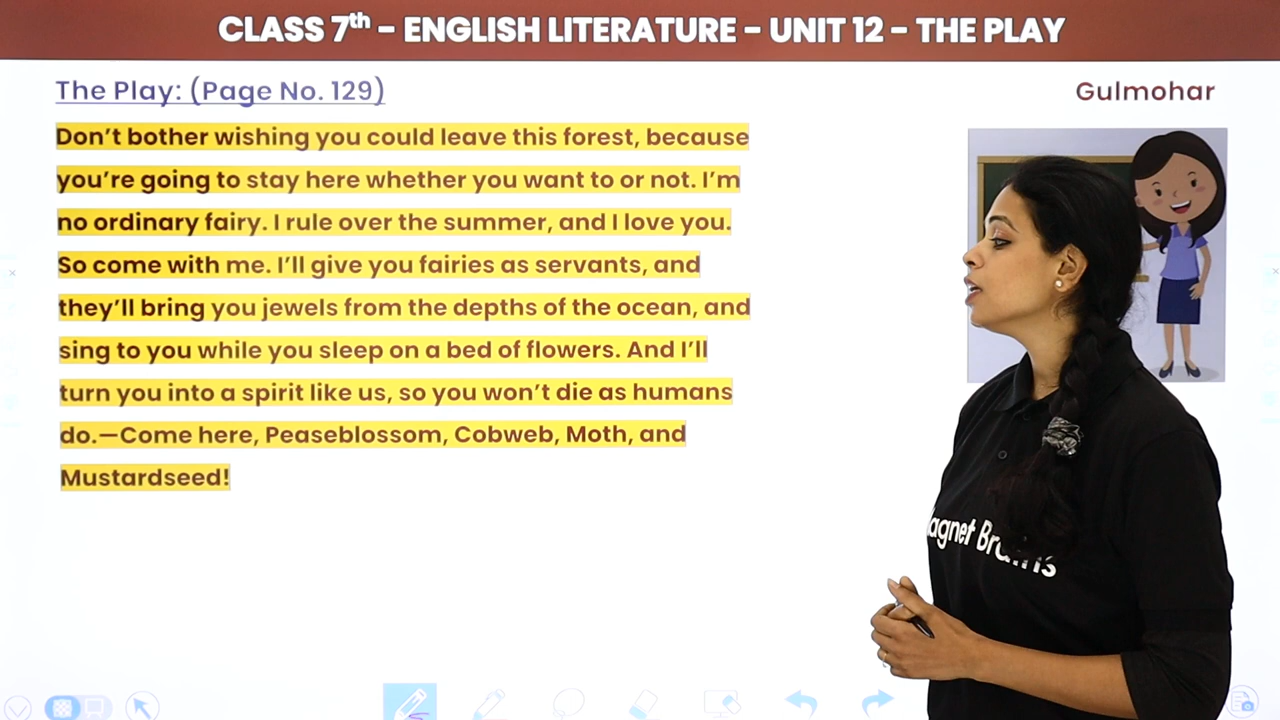 CLASS 7th - ENGLISH LITERATURE - UNIT 12 - THE PLAY
The Play: (Page No. 129)
Gulmohar
Don't bother wishing you could leave this forest, because
you're going to stay here whether you want to or not. I'm
no ordinary fairy. I rule over the summer, and I love you.
So come with me. I'll give you fairies as servants, and
they'll bring you jewels from the depths of the ocean, and
sing to you while you sleep on a bed of flowers. And I'll
turn you into a spirit like us, so you won't die as humans
do.—Come here, Peaseblossom, Cobweb, Moth, and
Mustardseed!
agnet Brains